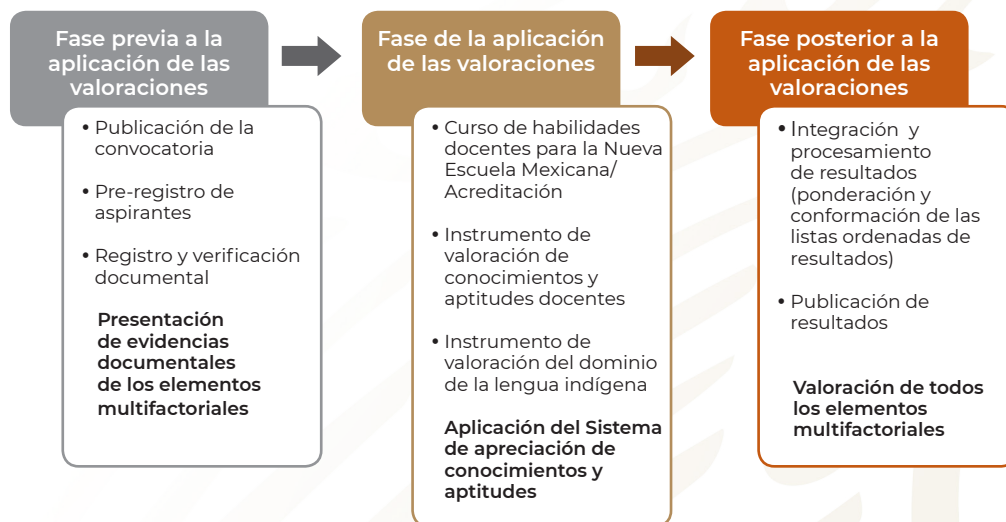 Fase previa a la
aplicación de las
valoraciones
• Publicación de la
convocatoria
• Pre-registro de
aspirantes
• Registro y verificación
documental
Presentación
de evidencias
documentales
de los elementos
multifactoriales
Fase de la aplicación
de las valoraciones
• Curso de habilidades
docentes para la Nueva
Escuela Mexicana/
Acreditación
• Instrumento de
valoración de
conocimientos y
aptitudes docentes
• Instrumento de
valoración del dominio
de la lengua indígena
Aplicación del Sistema
de apreciación de
conocimientos y
aptitudes
Fase posterior a la
aplicación de las
valoraciones
• Integración y
procesamiento
de resultados
(ponderación y
conformación de las
listas ordenadas de
resultados)
• Publicación de
resultados
Valoración de todos
los elementos
multifactoriales